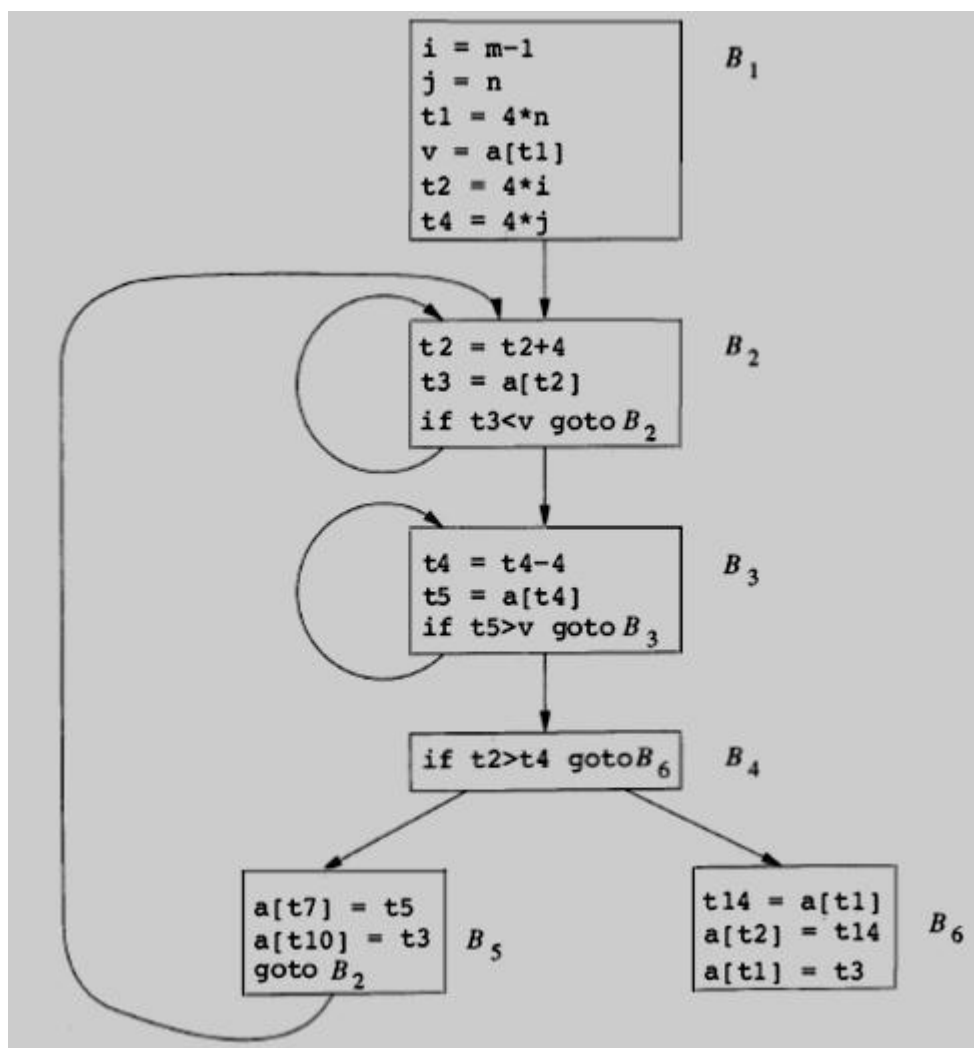 i = m-1
j = n
t1 = 4*n
v = a[t1]
t2 = 4*i
t4 = 4*j
B1
t2 = t2+4
t3 = a[t2]
if t3<v goto B2
B2
t4 = t4-4
t5 = a[t4]
if t5>v goto B3
B3
if t2>t4 goto B6
B4
a[t7] = t5
a[t10] = t3
goto B2
B5
t14 = a[t1]
a[t2] = t14
a[t1] = t3
B6